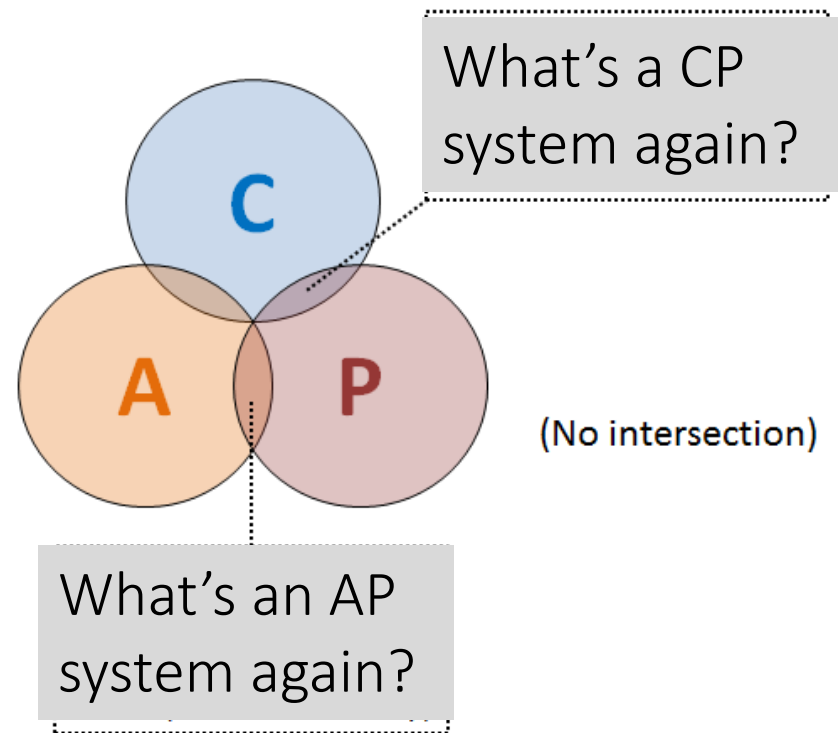 What’s a CP
system again?
C
A
P
(No intersection)
What’s an AP
system again?